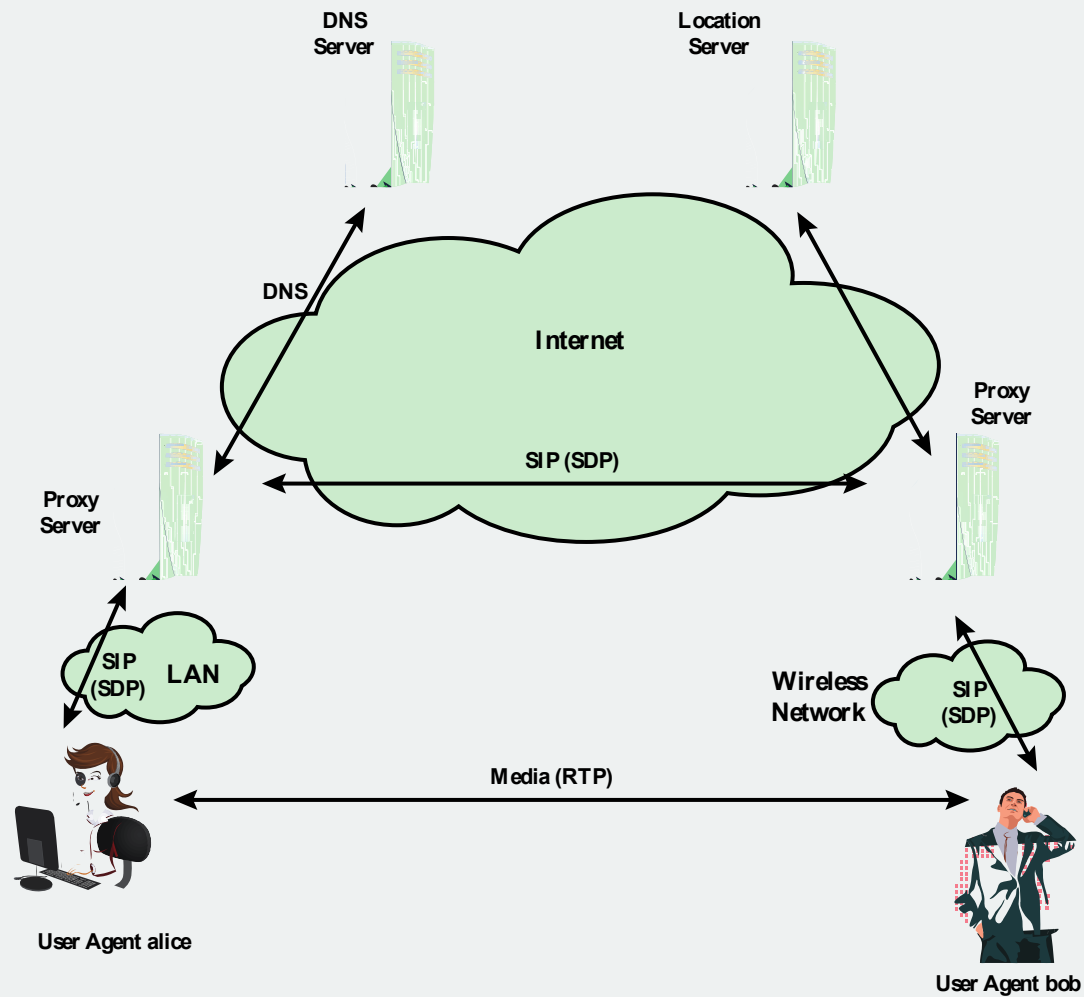 DNS
Server
Location
Server
DNS
Internet
Proxy
Server
SIP (SDP)
Proxy
Server
SIP
(SDP)
LAN
Wireless
Network
SIP
(SDP)
Media (RTP)
User Agent alice
User Agent bob